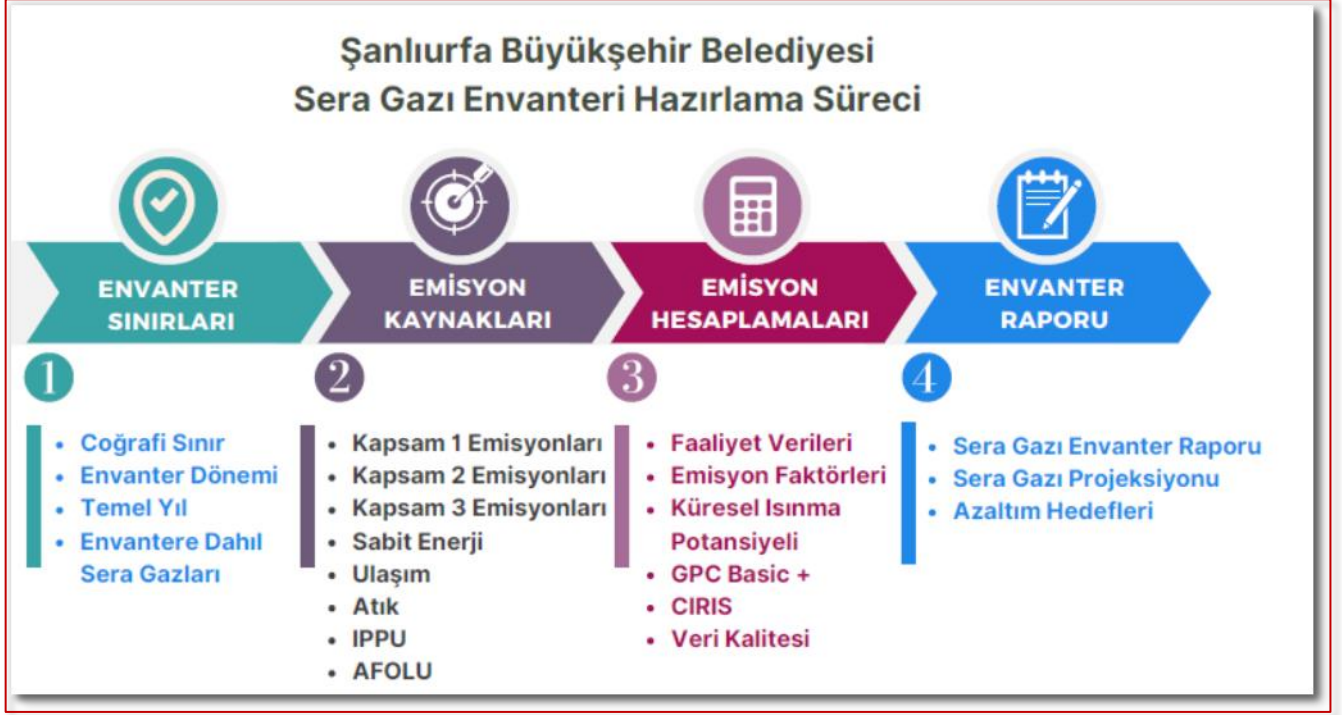 Şanlıurfa Büyükşehir Belediyesi
Sera Gazı Envanteri Hazırlama Süreci
ENVANTER
SINIRLARI
EMİSYON
KAYNAKLARI
EMİSYON
HESAPLAMALARI
ENVANTER
RAPORU
1
2
3
4
• Coğrafi Sınır
• Envanter Dönemi
• Temel Yıl
• Envantere Dahıl
Sera Gazları
• Kapsam 1 Emisyonları
• Kapsam 2 Emisyonları
• Kapsam 3 Emisyonları
• Sabit Enerji
• Ulaşım
• Atık
• IPPU
• AFOLU
• Faaliyet Verileri
• Emisyon Faktörleri
• Küresel Isınma
Potansiyeli
• GPC Basic +
• CIRIS
• Veri Kalitesi
• Sera Gazı Envanter Raporu
• Sera Gazı Projeksiyonu
• Azaltım Hedefleri